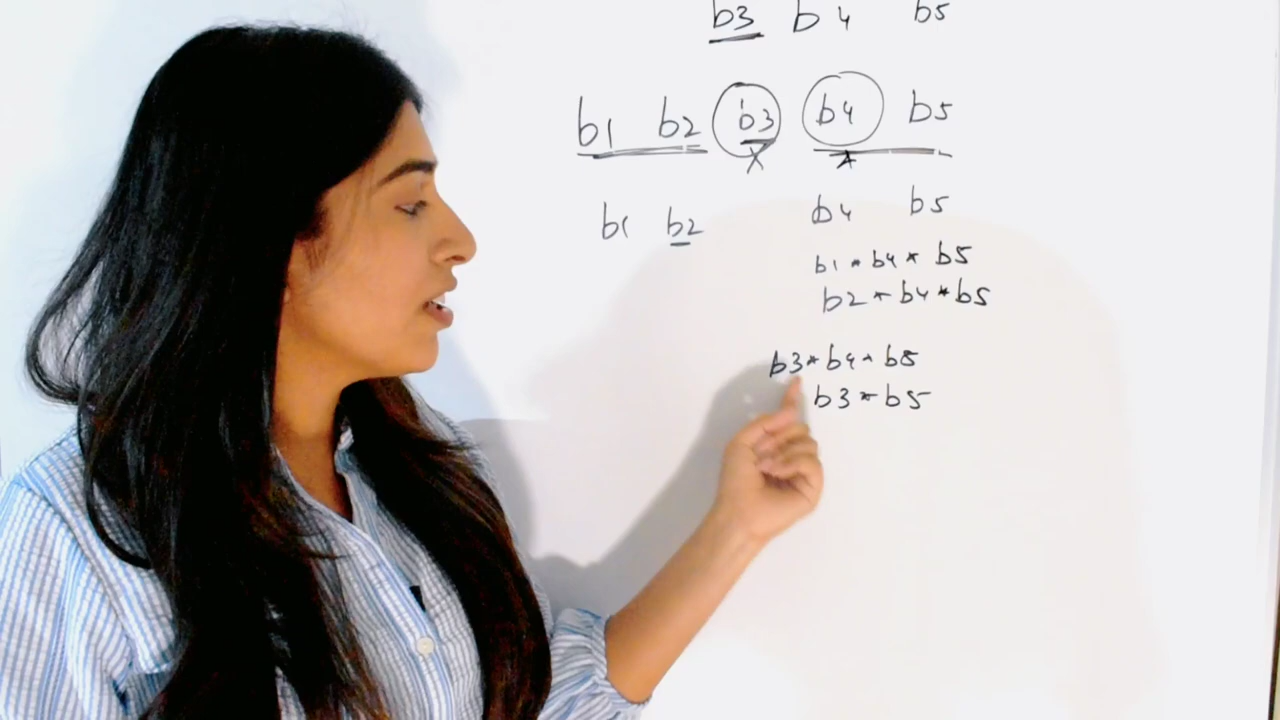 b3 b4 b5
b1 b2 b3 b4 b5
b1 b2 b4 b5
b1 * b4 * b5
b2 * b4 * b5
b3 * b4 * b5
b3 * b5